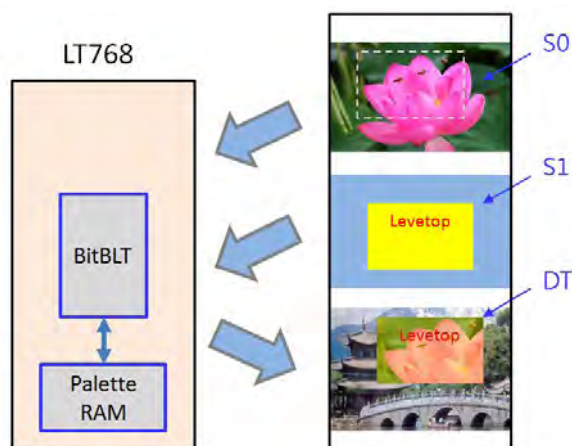 LT768
BitBLT
Palette
RAM
S0
S1
Levetop
DT
Levetop